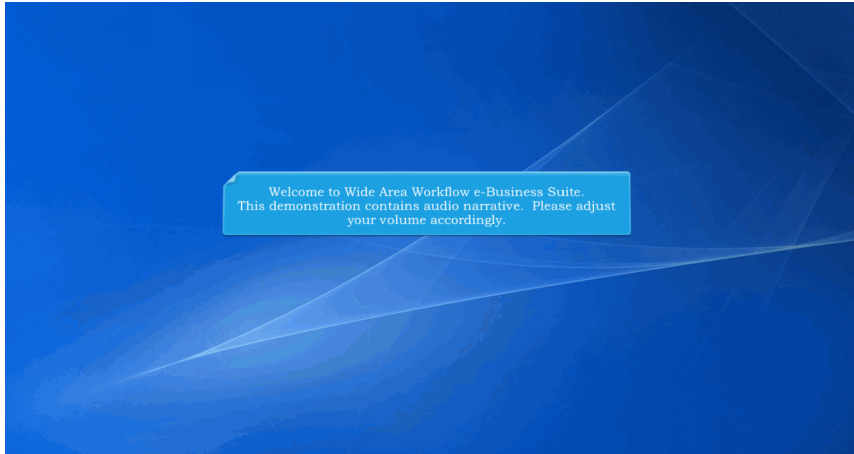 Welcome to Wide Area Workflow e-Business Suite.
This demonstration contains audio narrative.  Please adjust
your volume accordingly.